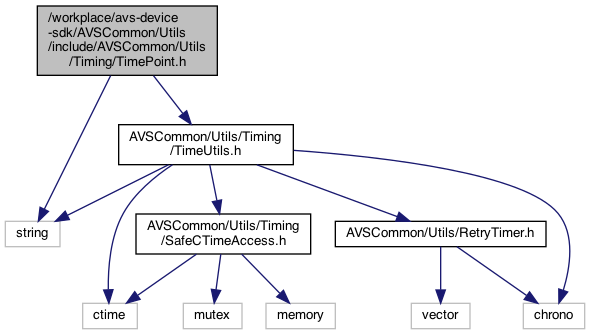 /workplace/avs-device
-sdk/AVSCommon/Utils
/include/AVSCommon/Utils
/Timing/TimePoint.h
AVSCommon/Utils/Timing
/TimeUtils.h
string
AVSCommon/Utils/Timing
/SafeCTimeAccess.h
AVSCommon/Utils/RetryTimer.h
ctime
mutex
memory
vector
chrono